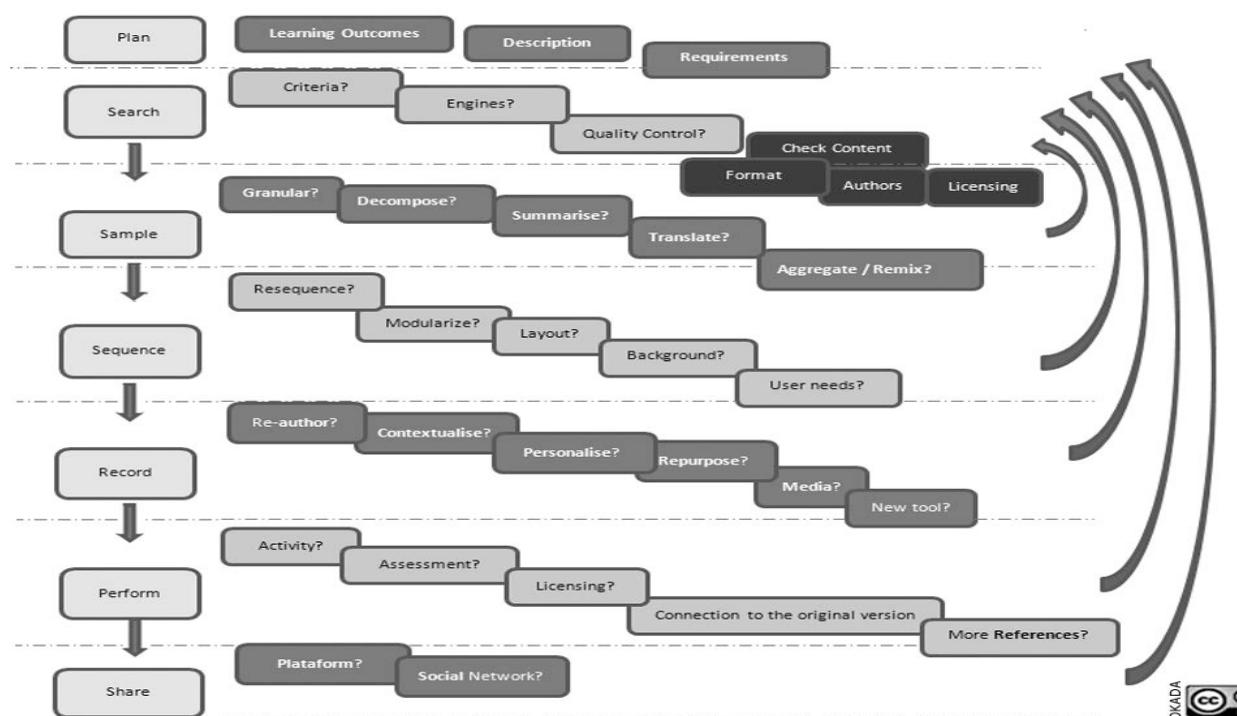 Plan
Learning Outcomes
Description
Requirements
Search
Criteria?
Engines?
Quality Control?
Check Content
Format
Authors
Licensing
Sample
Granular?
Decompose?
Summarise?
Translate?
Aggregate / Remix?
Sequence
Resequence?
Modularize?
Layout?
Background?
User needs?
Record
Re-author?
Contextualise?
Personalise?
Repurpose?
Media?
New tool?
Perform
Activity?
Assessment?
Licensing?
Connection to the original version
More References?
Share
Plataform?
Social Network?
cc